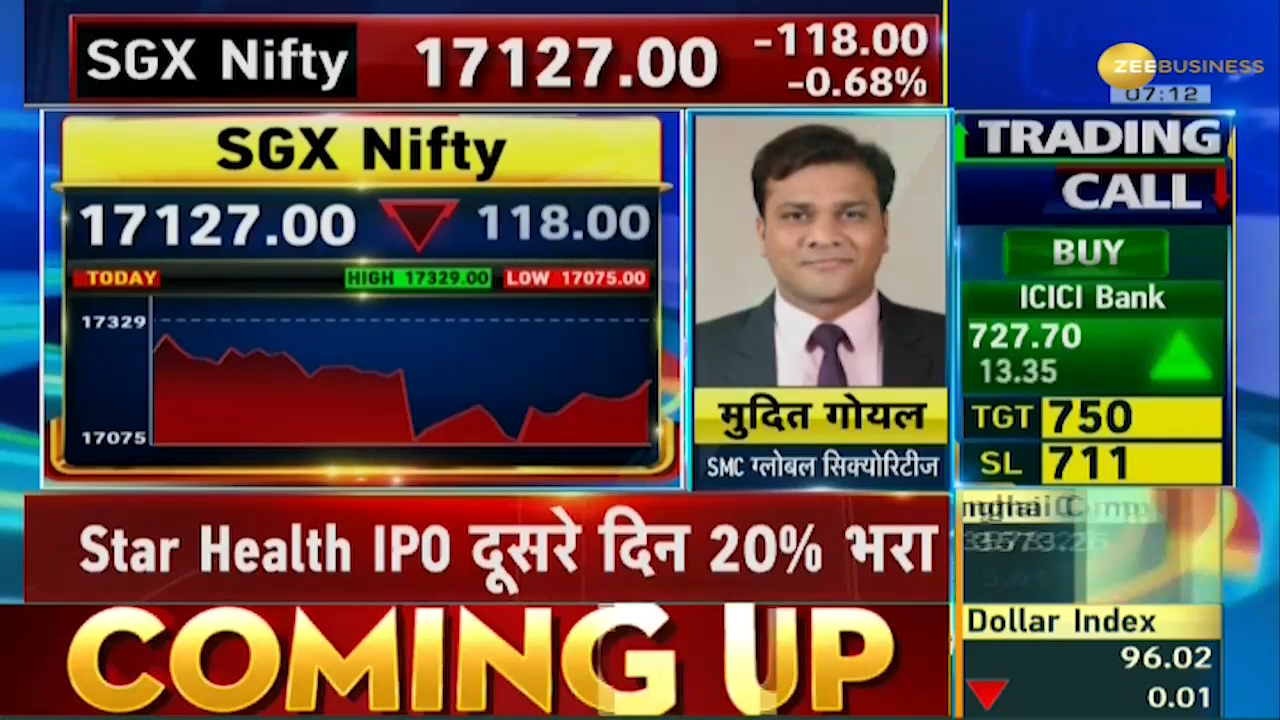 SGX Nifty 17127.00 -118.00
-0.68%
ZEEBUSINESS
07:12
SGX Nifty
17127.00 118.00
TODAY HIGH 17329.00 LOW 17075.00
17329
17075
मुदित गोयल
SMC ग्लोबल सिक्योरिटीज
TRADING
CALL
BUY
ICICI Bank
727.70
13.35
TGT 750
SL 711
Star Health IPO दूसरे दिन 20% भरा
COMING UP
Dollar Index
96.02
0.01